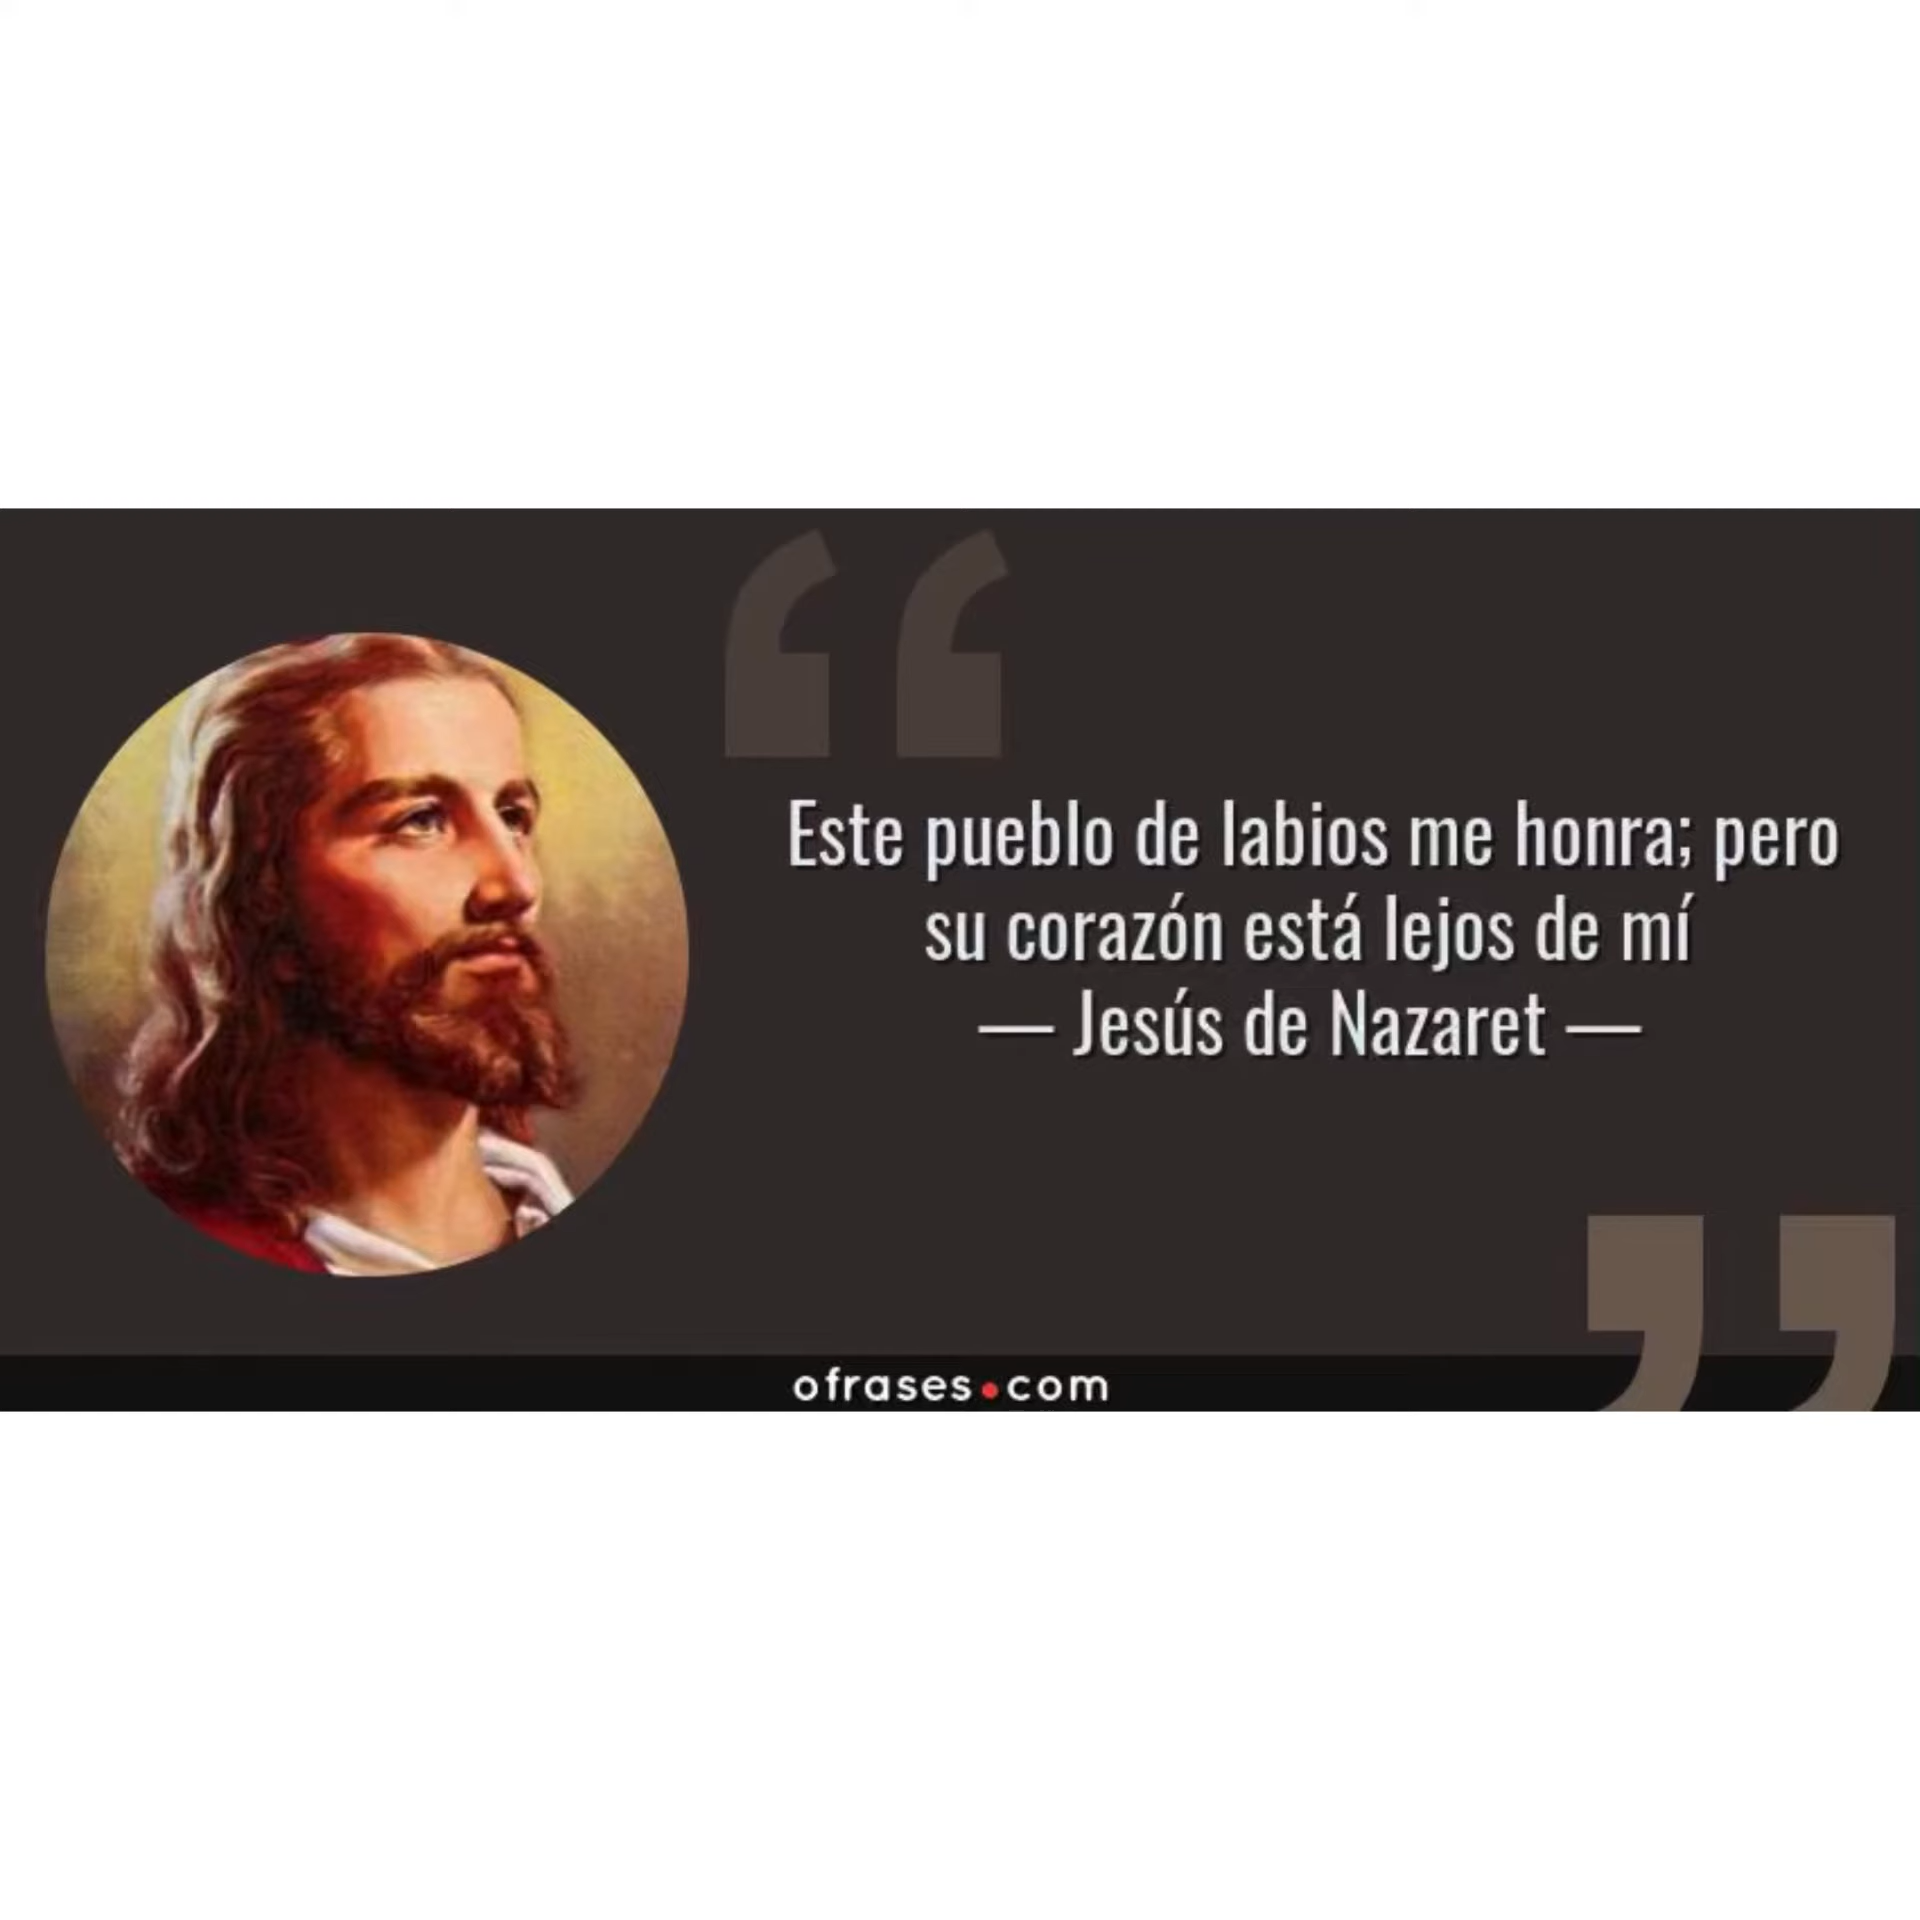 Este pueblo de labios me honra; pero
su corazón está lejos de mí
— Jesús de Nazaret —
ofrases.com